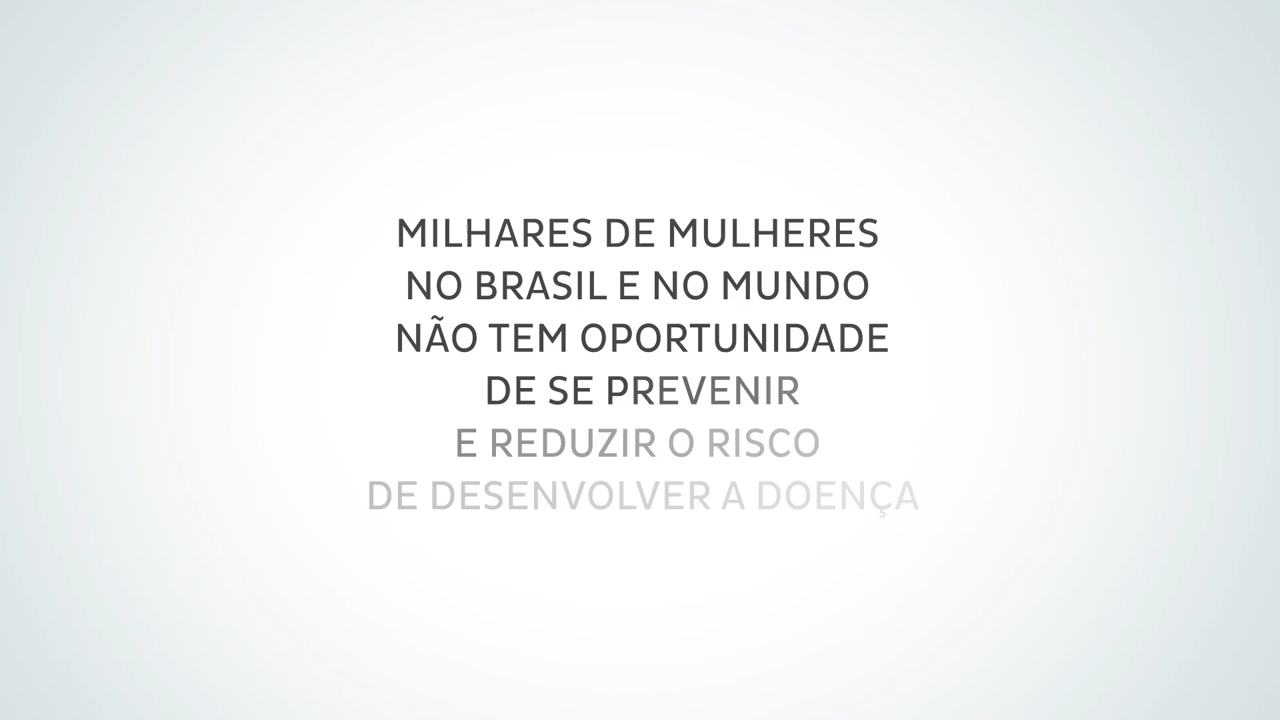 MILHARES DE MULHERES
NO BRASIL E NO MUNDO
NÃO TEM OPORTUNIDADE
DE SE PREVENIR
E REDUZIR O RISCO
DE DESENVOLVER A DOENÇA